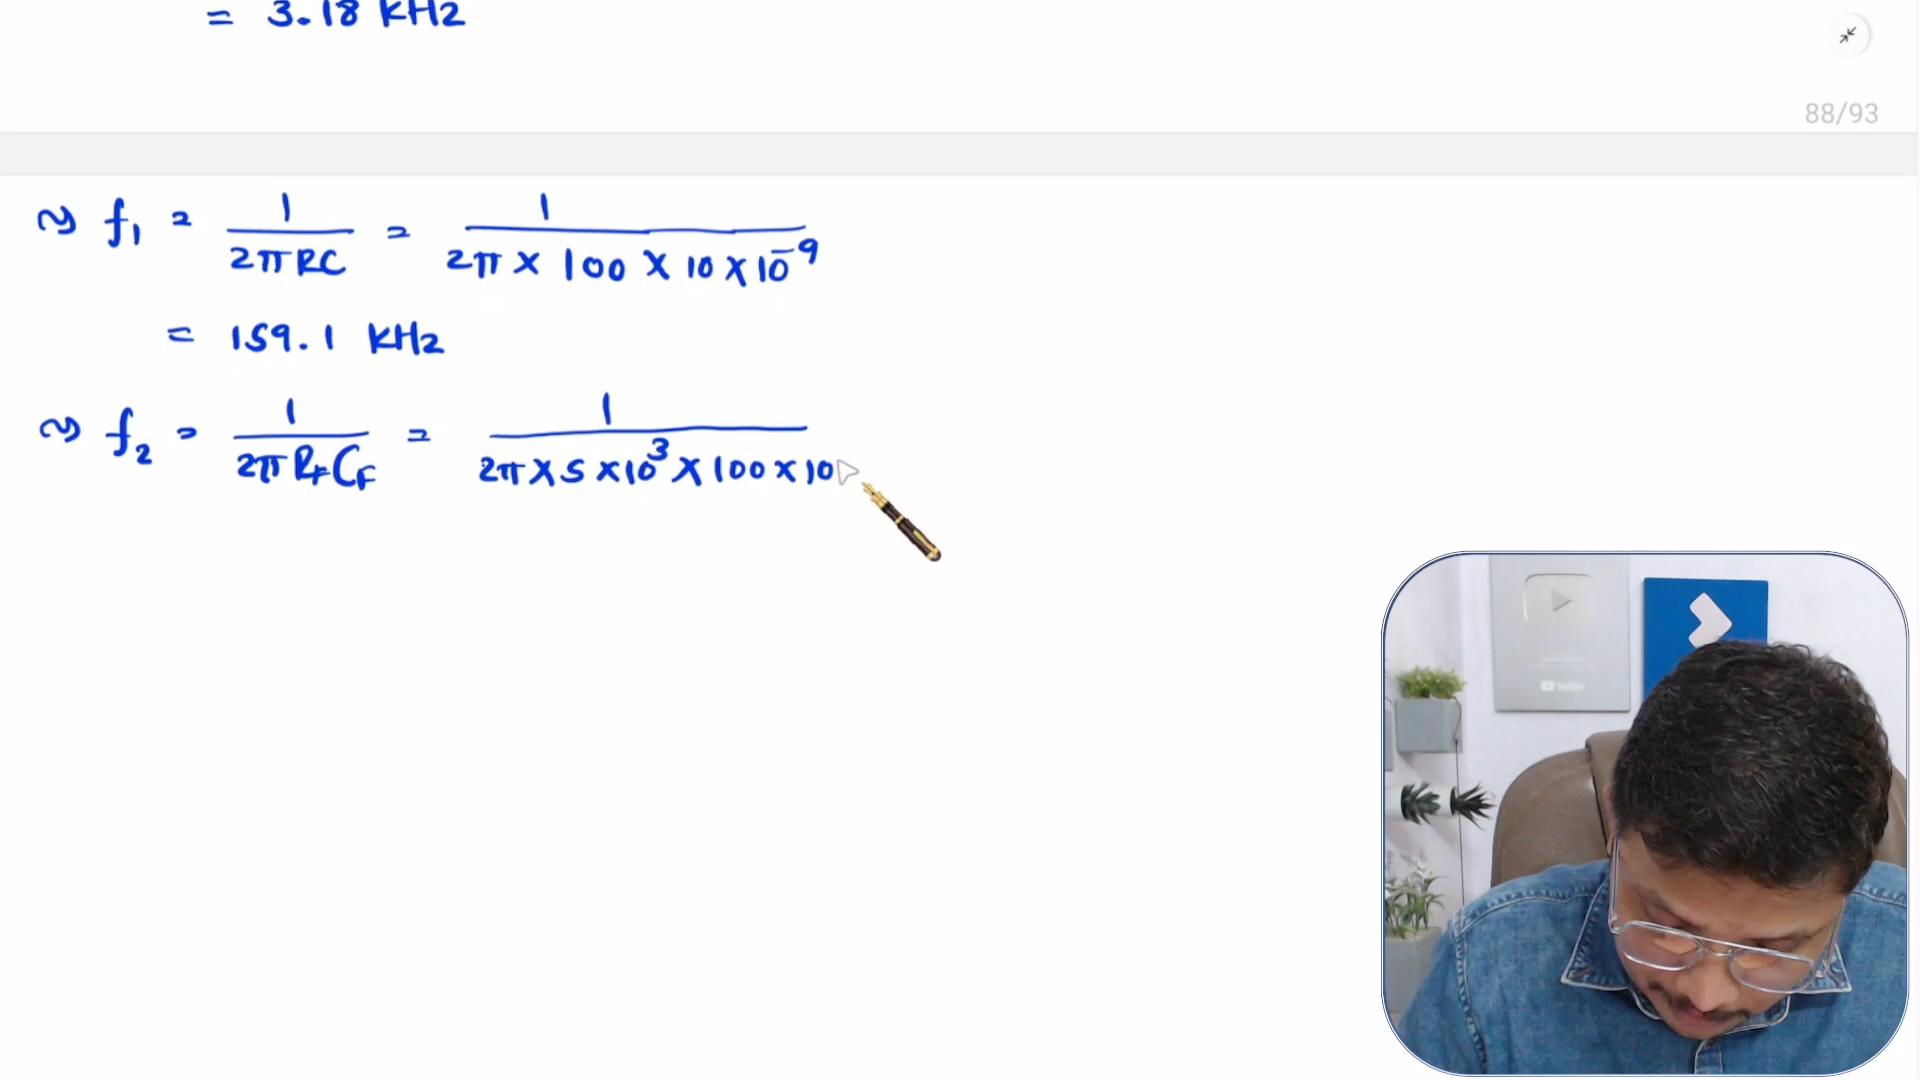 = 3.18 KHz
88/93
⇒ f₁ = 1/(2πRC) = 1/(2π × 100 × 10 × 10⁻⁹)
= 159.1 KHz
⇒ f₂ = 1/(2πR_FC_F) = 1/(2π × 5 × 10³ × 100 × 10
YouTube